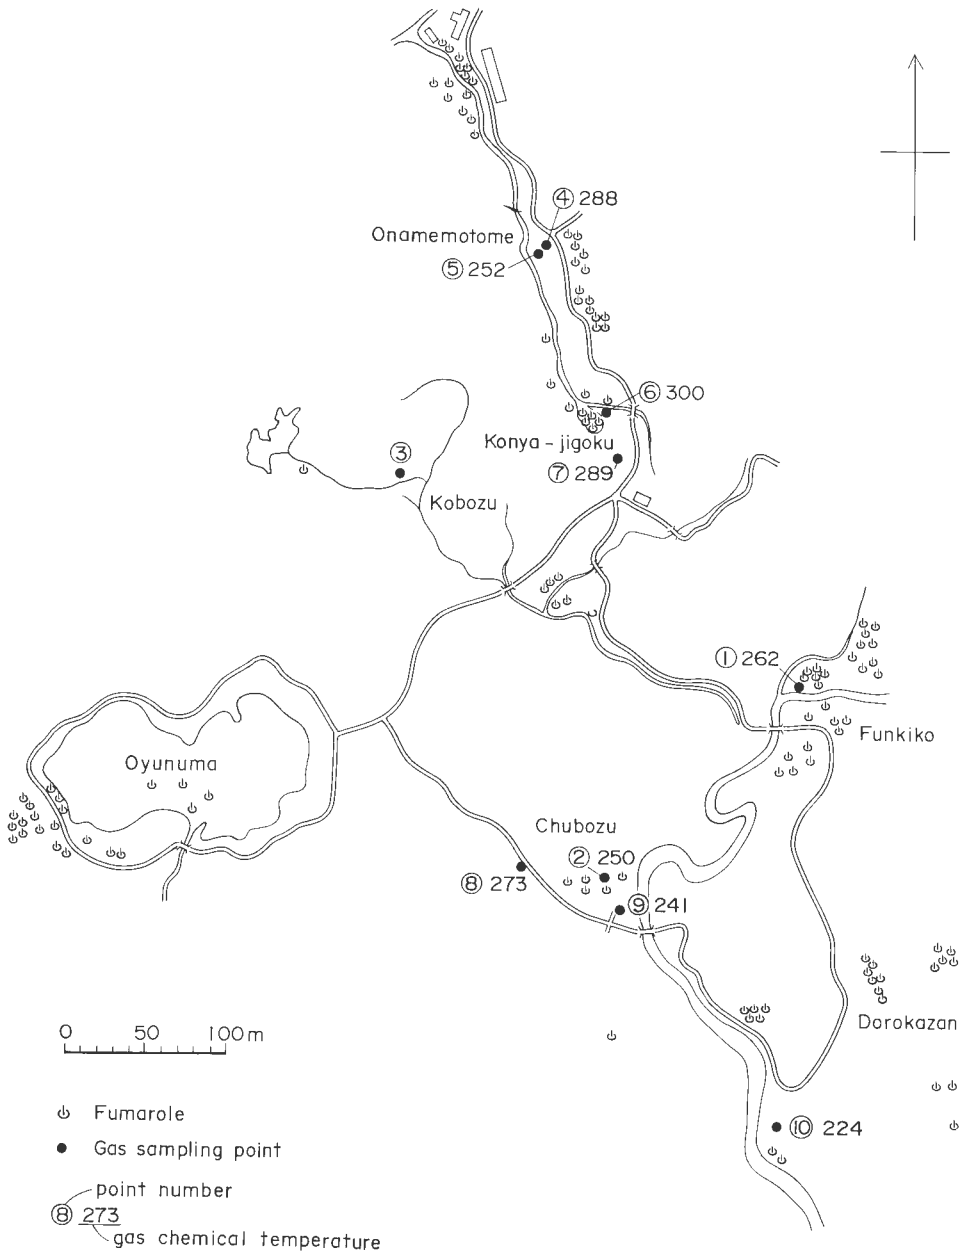 ④ 288
Onamemotome
⑤ 252
⑥ 300
Konya-jigoku
③
⑦ 289
Kobozu
① 262
Funkiko
Oyunuma
Chubozu
② 250
⑧ 273
⑨ 241
Dorokazan
0 50 100m
Fumarole
Gas sampling point
⑩ 224
point number
⑧ 273
gas chemical temperature